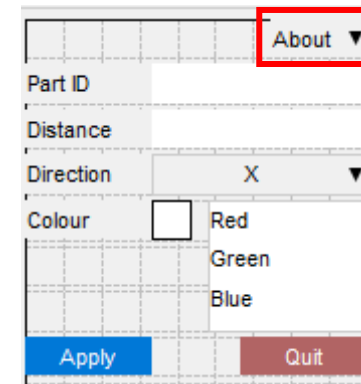 About ▼
Part ID
Distance
Direction X ▼
Colour Red
Green
Blue
Apply Quit